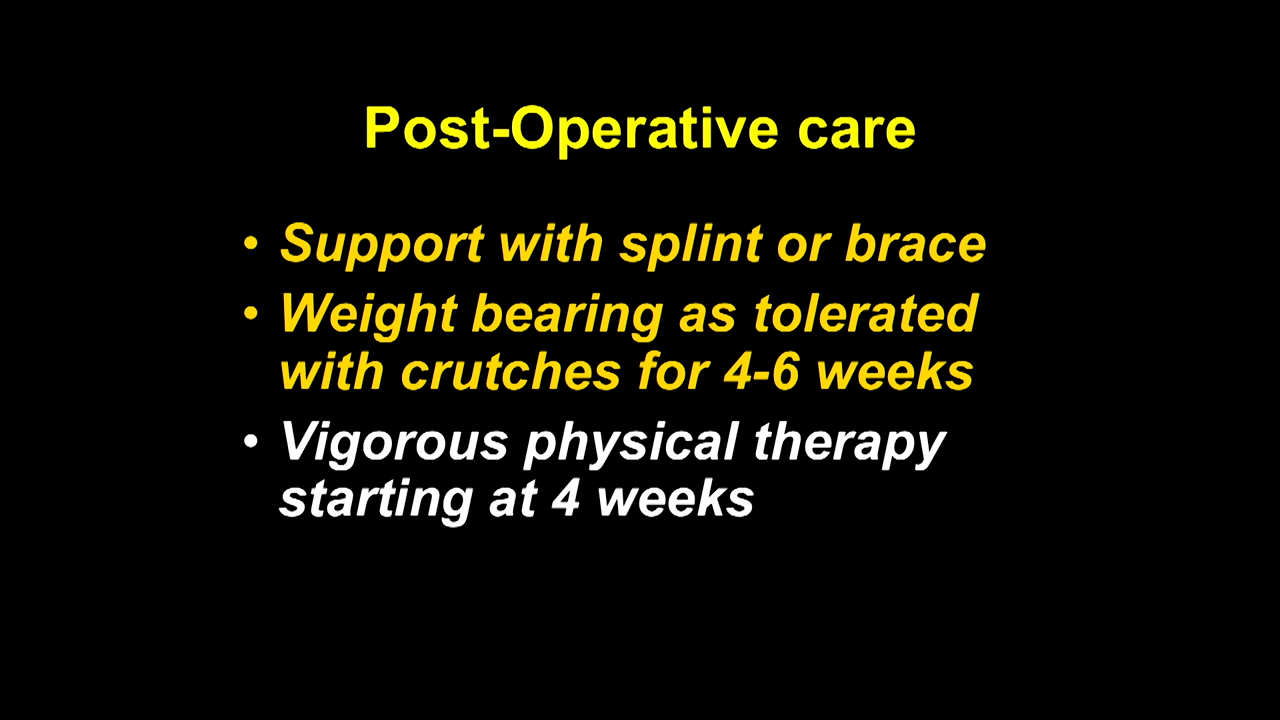 Post-Operative care
• Support with splint or brace
• Weight bearing as tolerated
with crutches for 4-6 weeks
• Vigorous physical therapy
starting at 4 weeks